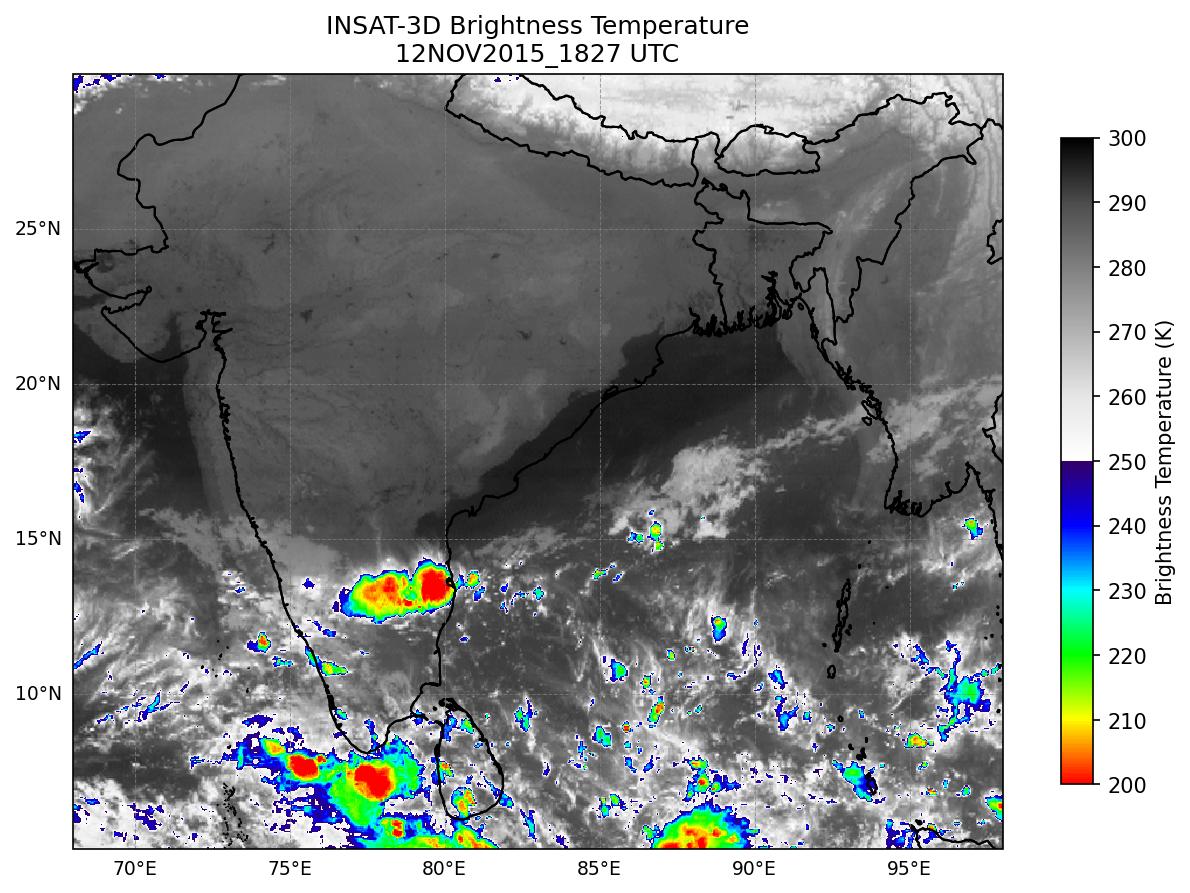 INSAT-3D Brightness Temperature
12NOV2015_1827 UTC
25°N
20°N
15°N
10°N
70°E
75°E
80°E
85°E
90°E
95°E
300
290
280
270
260
250
240
230
220
210
200
Brightness Temperature (K)